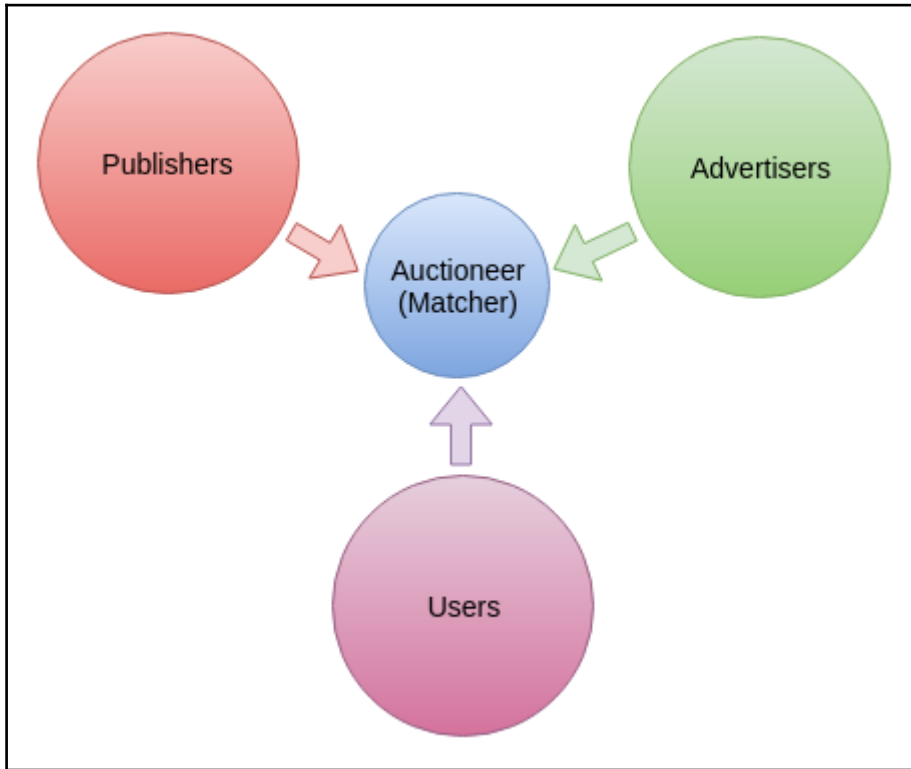 Publishers
Advertisers
Auctioneer
(Matcher)
Users